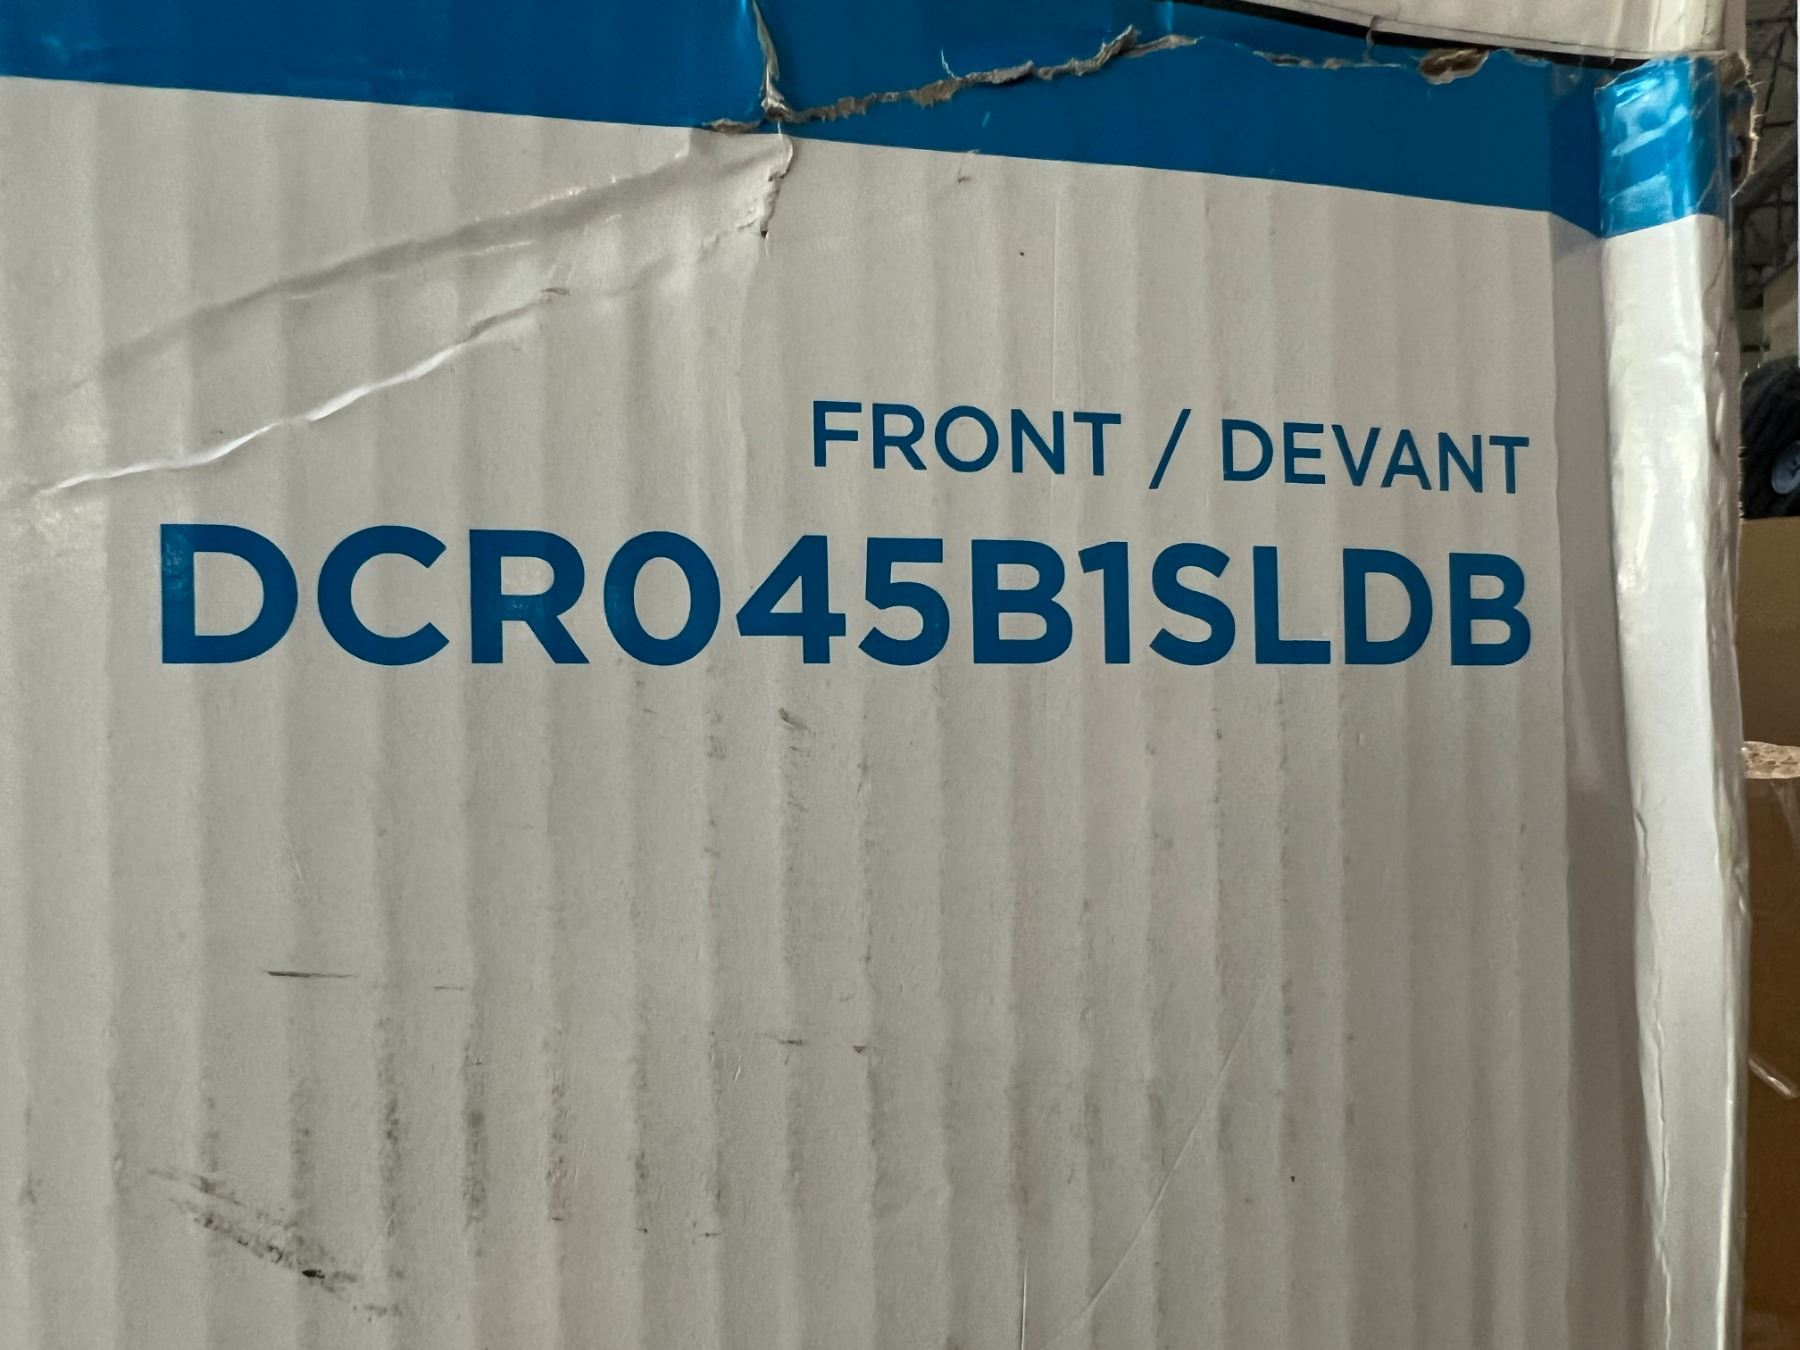 FRONT / DEVANT
DCR045B1SLDB